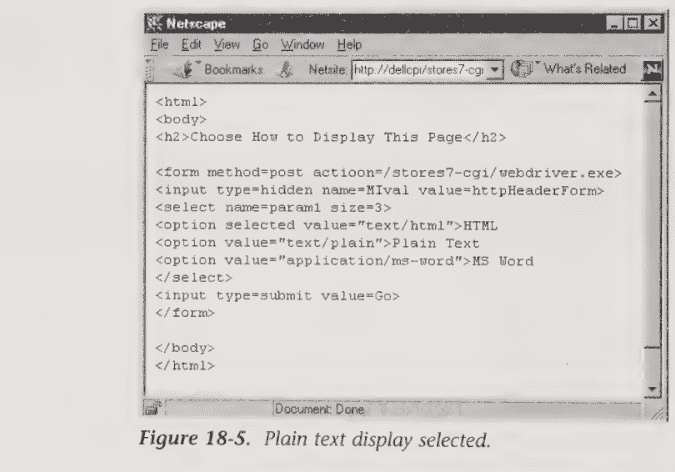 Netscape
File Edit View Go Window Help
Bookmarks Netsite: http://dellcpi/stores7-cgi What's Related N
<html>
<body>
<h2>Choose How to Display This Page</h2>
<form method=post actioon=/stores7-cgi/webdriver.exe>
<input type=hidden name=MIval value=httpHeaderForm>
<select name=param1 size=3>
<option selected value="text/html">HTML
<option value="text/plain">Plain Text
<option value="application/ms-word">MS Word
</select>
<input type=submit value=Go>
</form>
</body>
</html>
Document: Done
Figure 18-5. Plain text display selected.